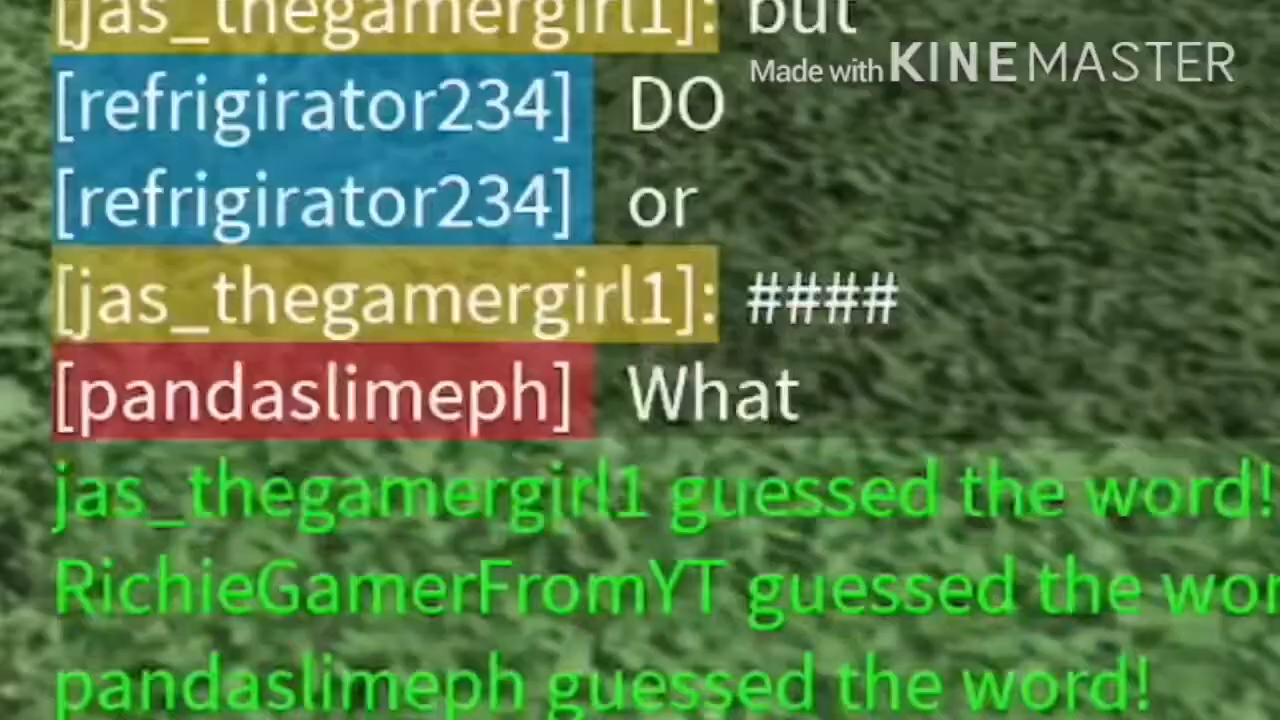 [jas_thegamergirl1]: but
Made with KINEMASTER
[refrigirator234] DO
[refrigirator234] or
[jas_thegamergirl1]: ####
[pandaslimeph] What
jas_thegamergirl1 guessed the word!
RichieGamerFromYT guessed the wor
pandaslimeph guessed the word!